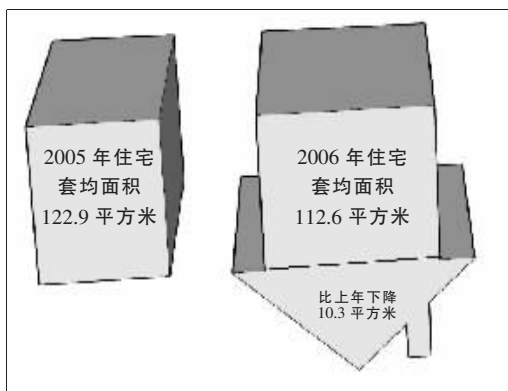 2005 年住宅
套均面积
122.9 平方米
2006 年住宅
套均面积
112.6 平方米
比上年下降
10.3 平方米